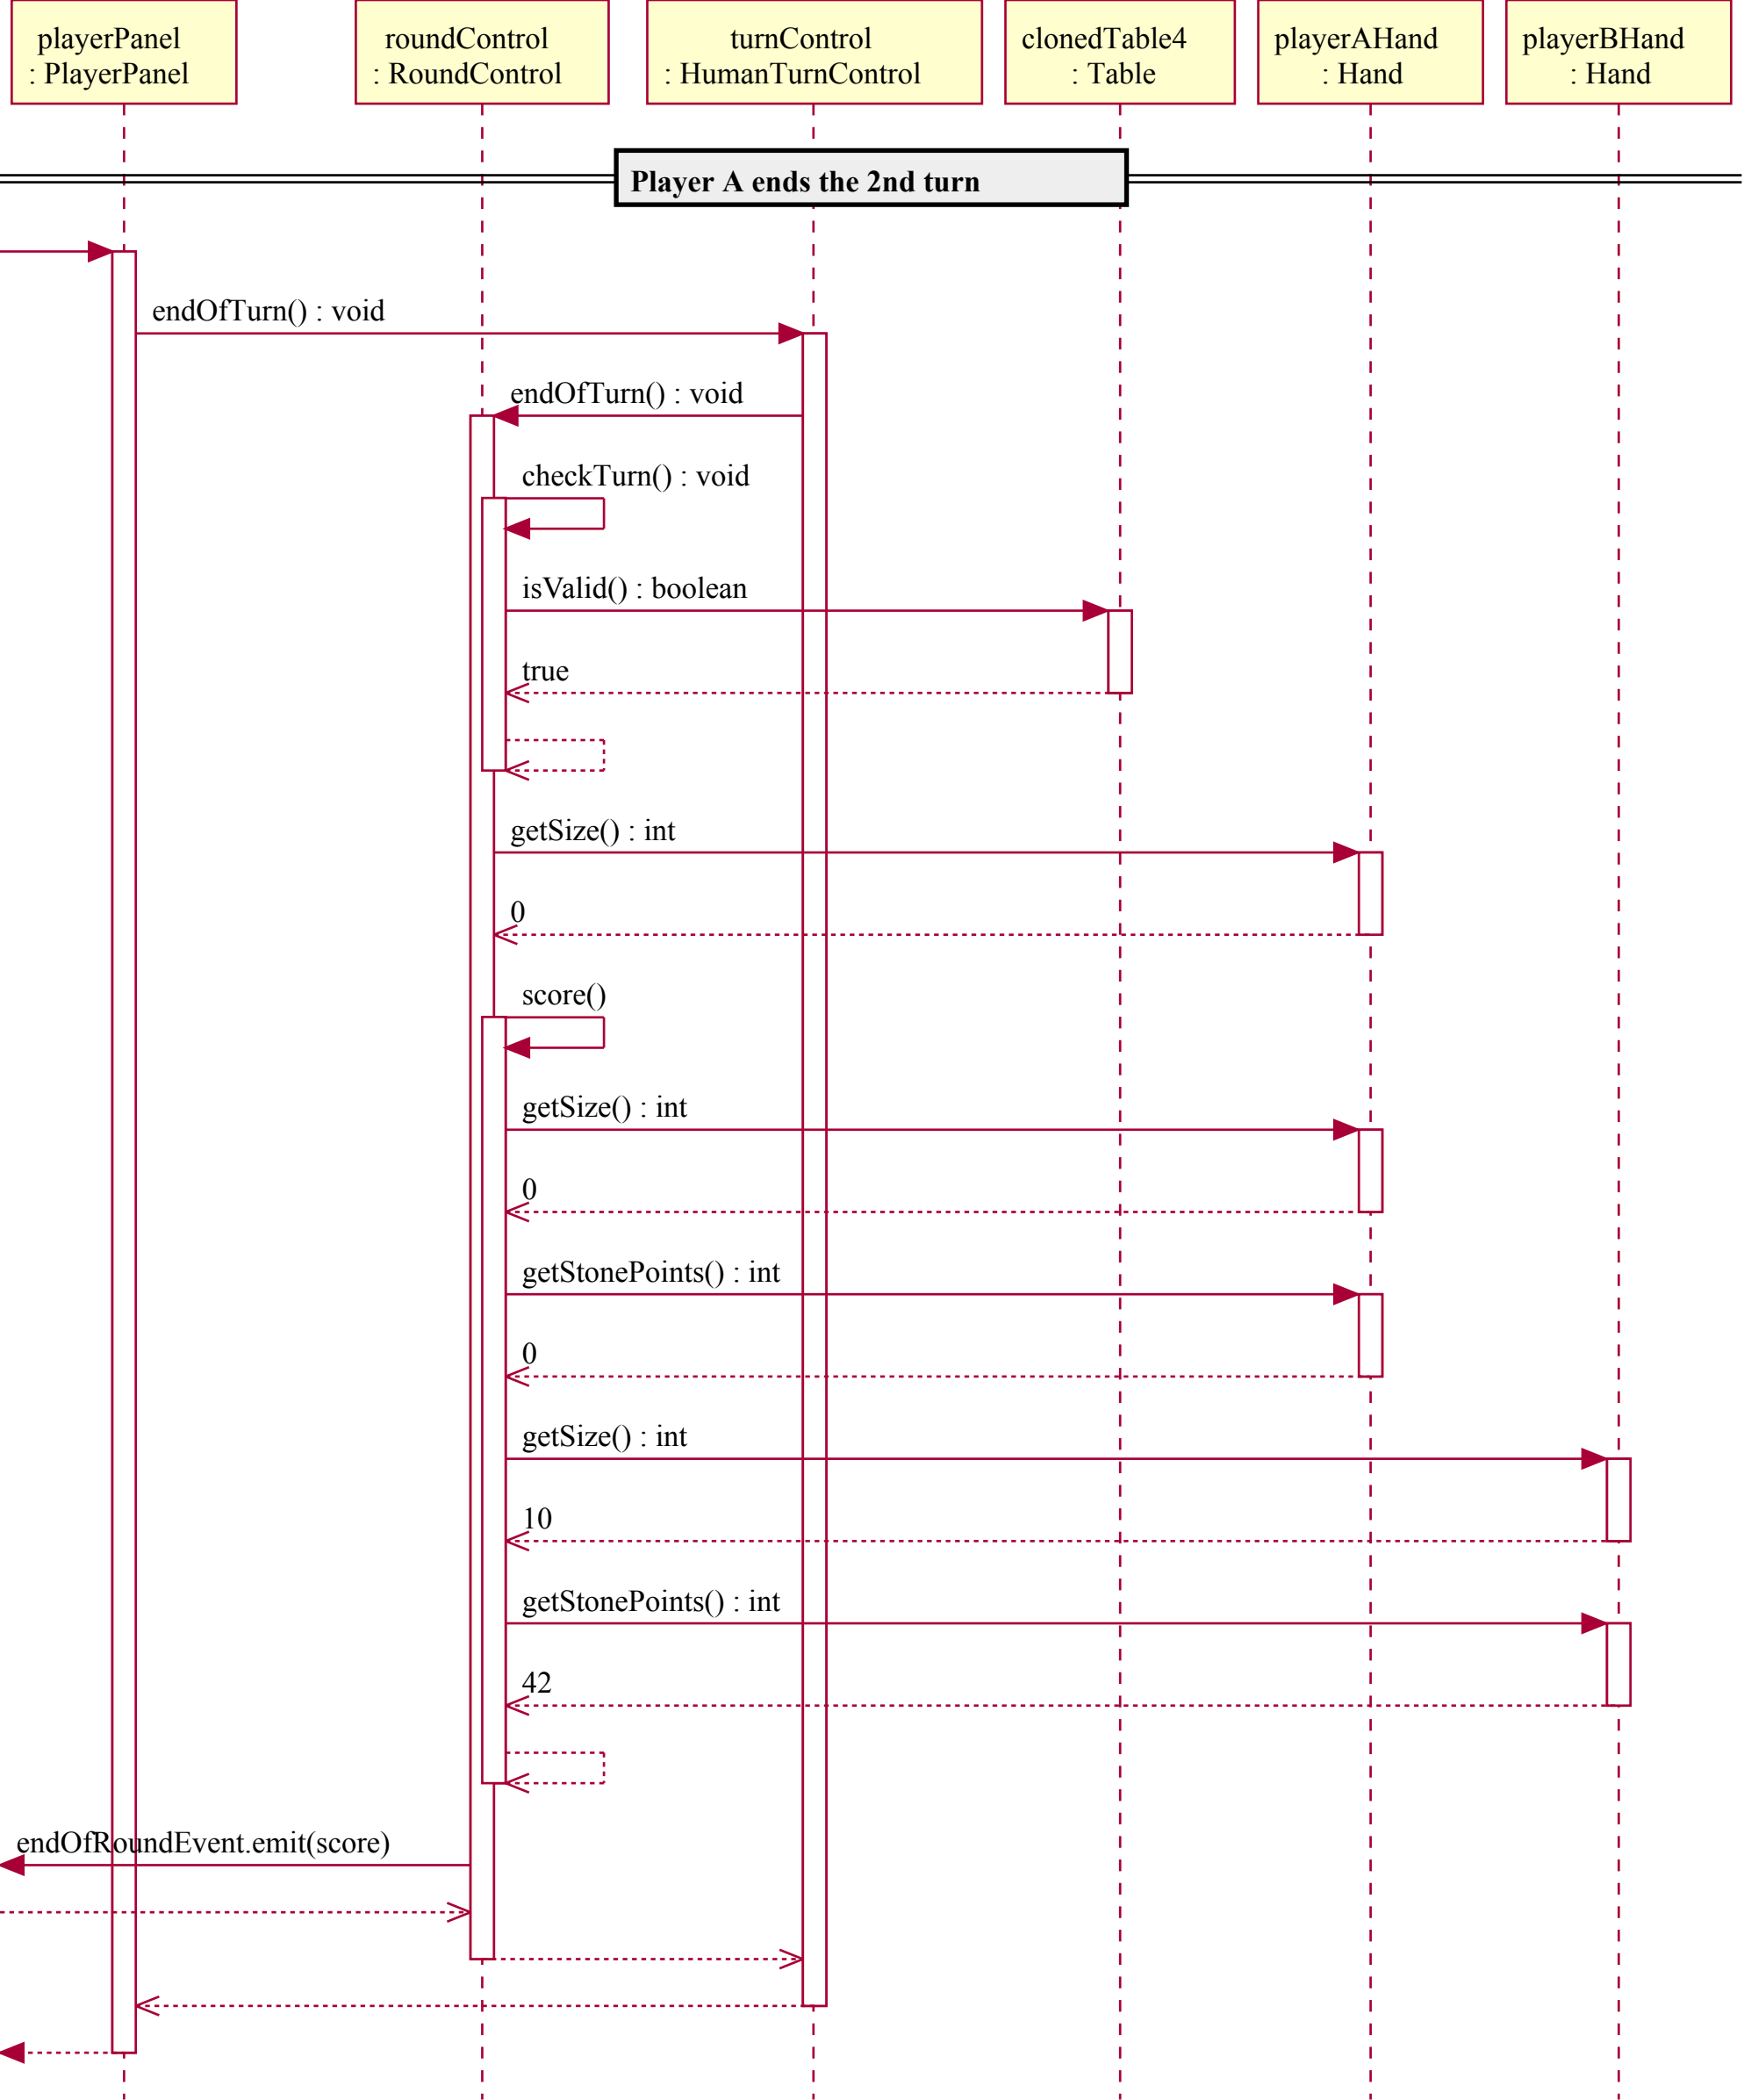 playerPanel
: PlayerPanel
roundControl
: RoundControl
turnControl
: HumanTurnControl
clonedTable4
: Table
playerAHand
: Hand
playerBHand
: Hand
Player A ends the 2nd turn
endOfTurn() : void
endOfTurn() : void
checkTurn() : void
isValid() : boolean
true
getSize() : int
0
score()
getSize() : int
0
getStonePoints() : int
0
getSize() : int
10
getStonePoints() : int
42
endOfRoundEvent.emit(score)